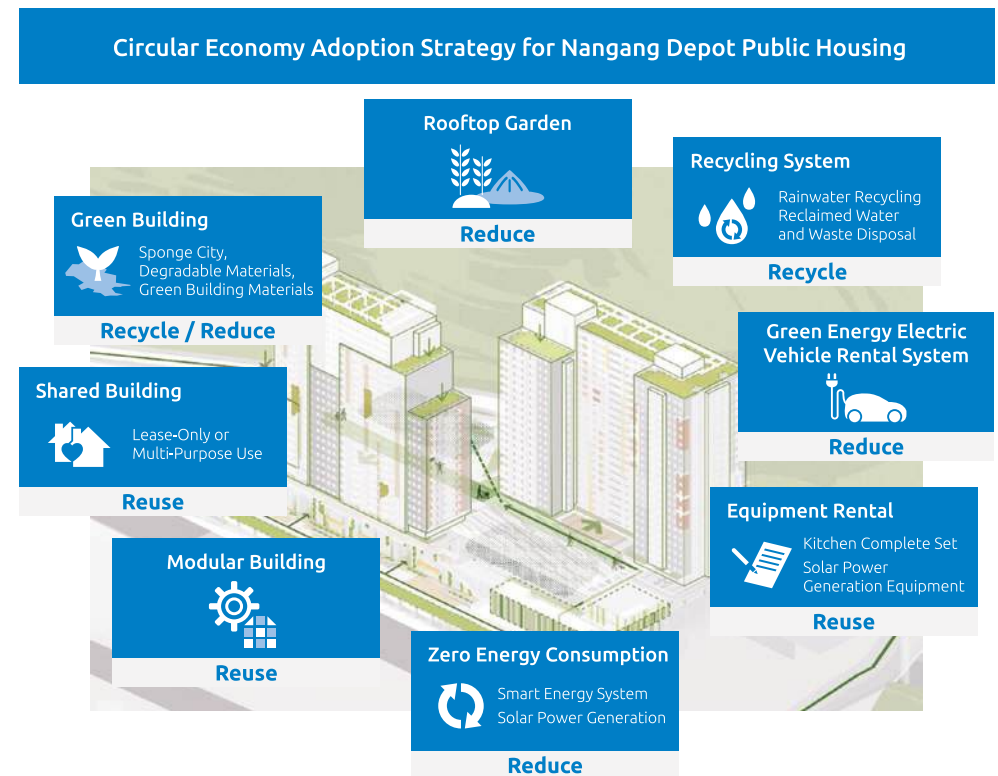 Circular Economy Adoption Strategy for Nangang Depot Public Housing
Rooftop Garden
Reduce
Recycling System
Rainwater Recycling
Reclaimed Water
and Waste Disposal
Recycle
Green Building
Sponge City,
Degradable Materials,
Green Building Materials
Recycle / Reduce
Green Energy Electric
Vehicle Rental System
Reduce
Shared Building
Lease-Only or
Multi-Purpose Use
Reuse
Equipment Rental
Kitchen Complete Set
Solar Power
Generation Equipment
Reuse
Modular Building
Reuse
Zero Energy Consumption
Smart Energy System
Solar Power Generation
Reduce